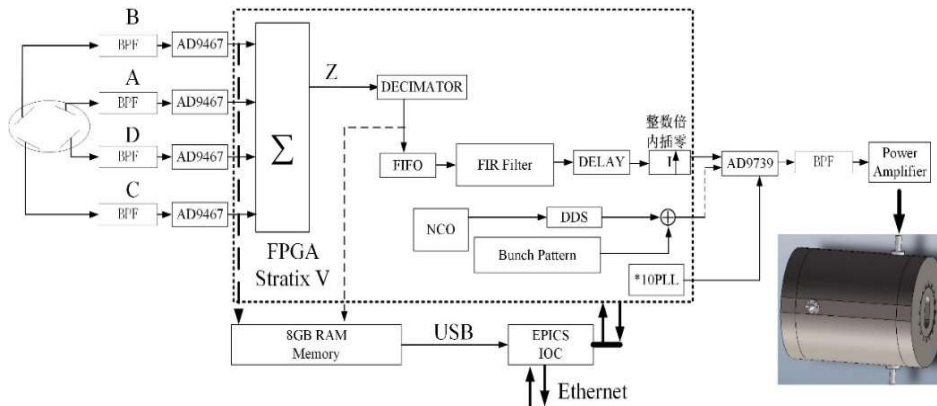 B
BPF
AD9467
A
BPF
AD9467
D
BPF
AD9467
C
BPF
AD9467
Σ
FPGA
Stratix V
Z
DECIMATOR
FIFO
FIR Filter
DELAY
整数倍
内插零
I
AD9739
BPF
Power
Amplifier
NCO
DDS
Bunch Pattern
*10PLL
8GB RAM
Memory
USB
EPICS
IOC
Ethernet